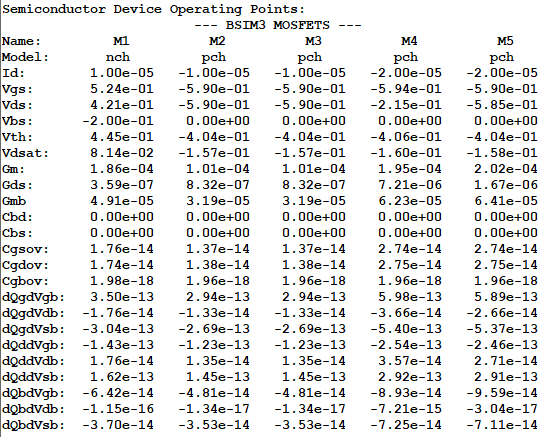 Semiconductor Device Operating Points:
--- BSIM3 MOSFETS ---
Name: M1 M2 M3 M4 M5
Model: nch pch pch pch pch
Id: 1.00e-05 -1.00e-05 -1.00e-05 -2.00e-05 -2.00e-05
Vgs: 5.24e-01 -5.90e-01 -5.90e-01 -5.94e-01 -5.90e-01
Vds: 4.21e-01 -5.90e-01 -5.90e-01 -2.15e-01 -5.85e-01
Vbs: -2.00e-01 0.00e+00 0.00e+00 0.00e+00 0.00e+00
Vth: 4.45e-01 -4.04e-01 -4.04e-01 -4.06e-01 -4.04e-01
Vdsat: 8.14e-02 -1.57e-01 -1.57e-01 -1.60e-01 -1.58e-01
Gm: 1.86e-04 1.01e-04 1.01e-04 1.95e-04 2.02e-04
Gds: 3.59e-07 8.32e-07 8.32e-07 7.21e-06 1.67e-06
Gmb 4.91e-05 3.19e-05 3.19e-05 6.23e-05 6.41e-05
Cbd: 0.00e+00 0.00e+00 0.00e+00 0.00e+00 0.00e+00
Cbs: 0.00e+00 0.00e+00 0.00e+00 0.00e+00 0.00e+00
Cgsov: 1.76e-14 1.37e-14 1.37e-14 2.74e-14 2.74e-14
Cgdov: 1.74e-14 1.38e-14 1.38e-14 2.75e-14 2.75e-14
Cgbov: 1.98e-18 1.96e-18 1.96e-18 1.96e-18 1.96e-18
dQgdVgb: 3.50e-13 2.94e-13 2.94e-13 5.98e-13 5.89e-13
dQgdVdb: -1.76e-14 -1.33e-14 -1.33e-14 -3.66e-14 -2.66e-14
dQgdVsb: -3.04e-13 -2.69e-13 -2.69e-13 -5.40e-13 -5.37e-13
dQddVgb: -1.43e-13 -1.23e-13 -1.23e-13 -2.54e-13 -2.46e-13
dQddVdb: 1.76e-14 1.35e-14 1.35e-14 3.57e-14 2.71e-14
dQddVsb: 1.62e-13 1.45e-13 1.45e-13 2.92e-13 2.91e-13
dQbdVgb: -6.42e-14 -4.81e-14 -4.81e-14 -8.93e-14 -9.59e-14
dQbdVdb: -1.15e-16 -1.34e-17 -1.34e-17 -7.21e-15 -3.04e-17
dQbdVsb: -3.70e-14 -3.53e-14 -3.53e-14 -7.25e-14 -7.11e-14